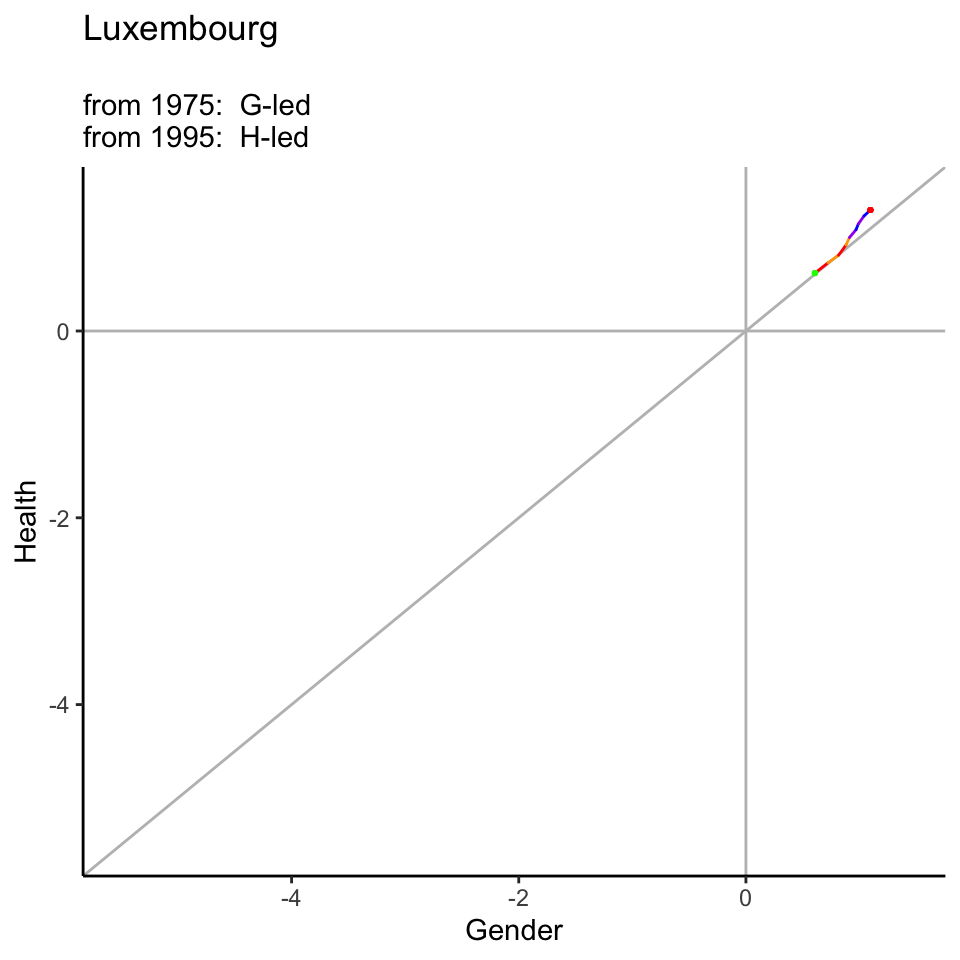 Luxembourg
from 1975:  G-led
from 1995:  H-led
0
-2
-4
Health
-4
-2
0
Gender